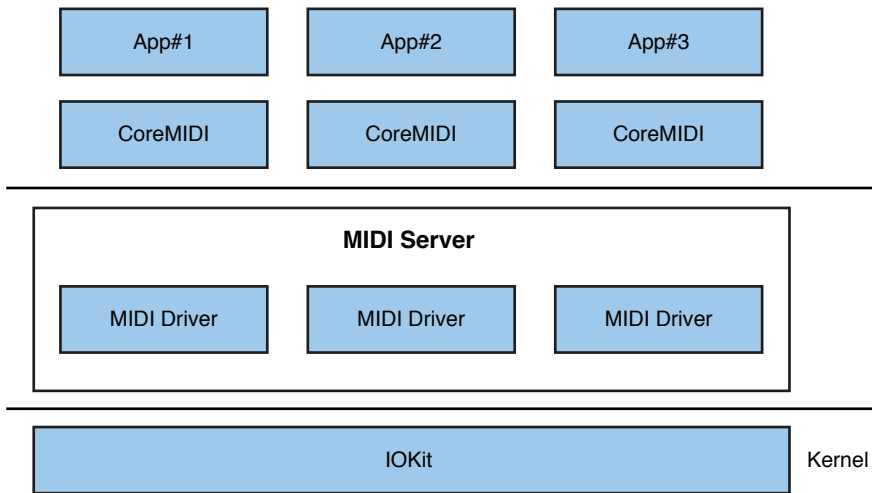 App#1
App#2
App#3
CoreMIDI
CoreMIDI
CoreMIDI
MIDI Server
MIDI Driver
MIDI Driver
MIDI Driver
IOKit
Kernel